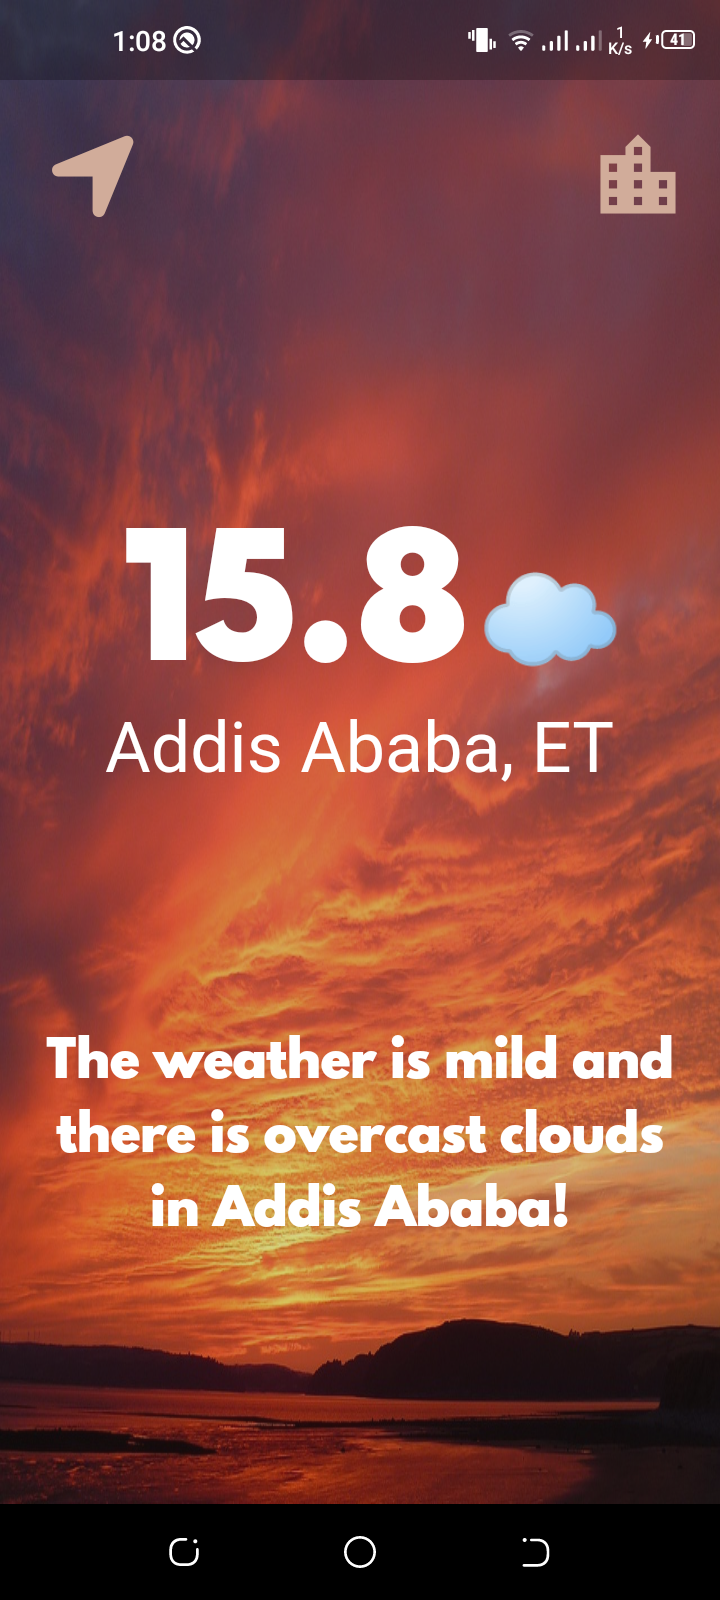 1:08
1
K/s
41
15.8
Addis Ababa, ET
The weather is mild and
there is overcast clouds
in Addis Ababa!